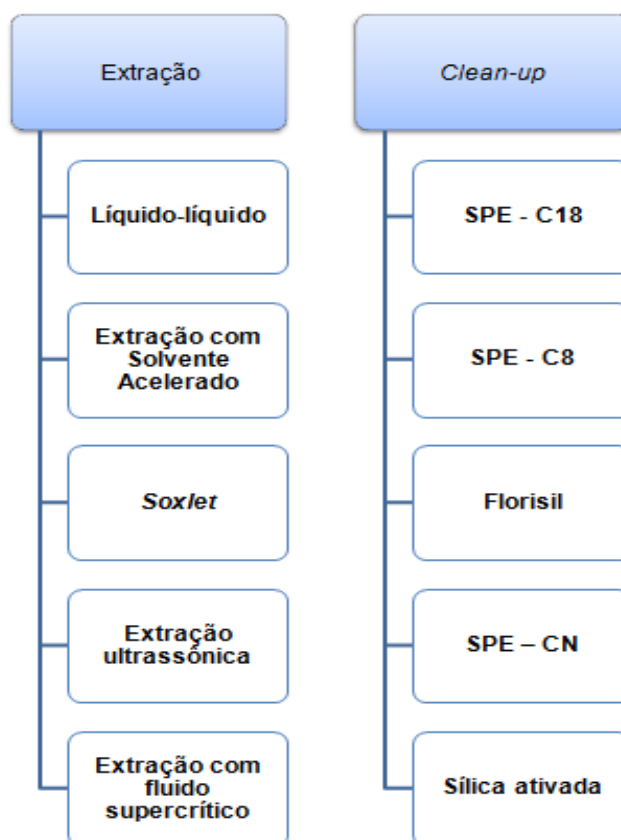 Extração
Líquido-líquido
Extração com
Solvente
Acelerado
Soxlet
Extração
ultrassônica
Extração com
fluido
supercrítico
Clean-up
SPE - C18
SPE - C8
Florisil
SPE – CN
Sílica ativada